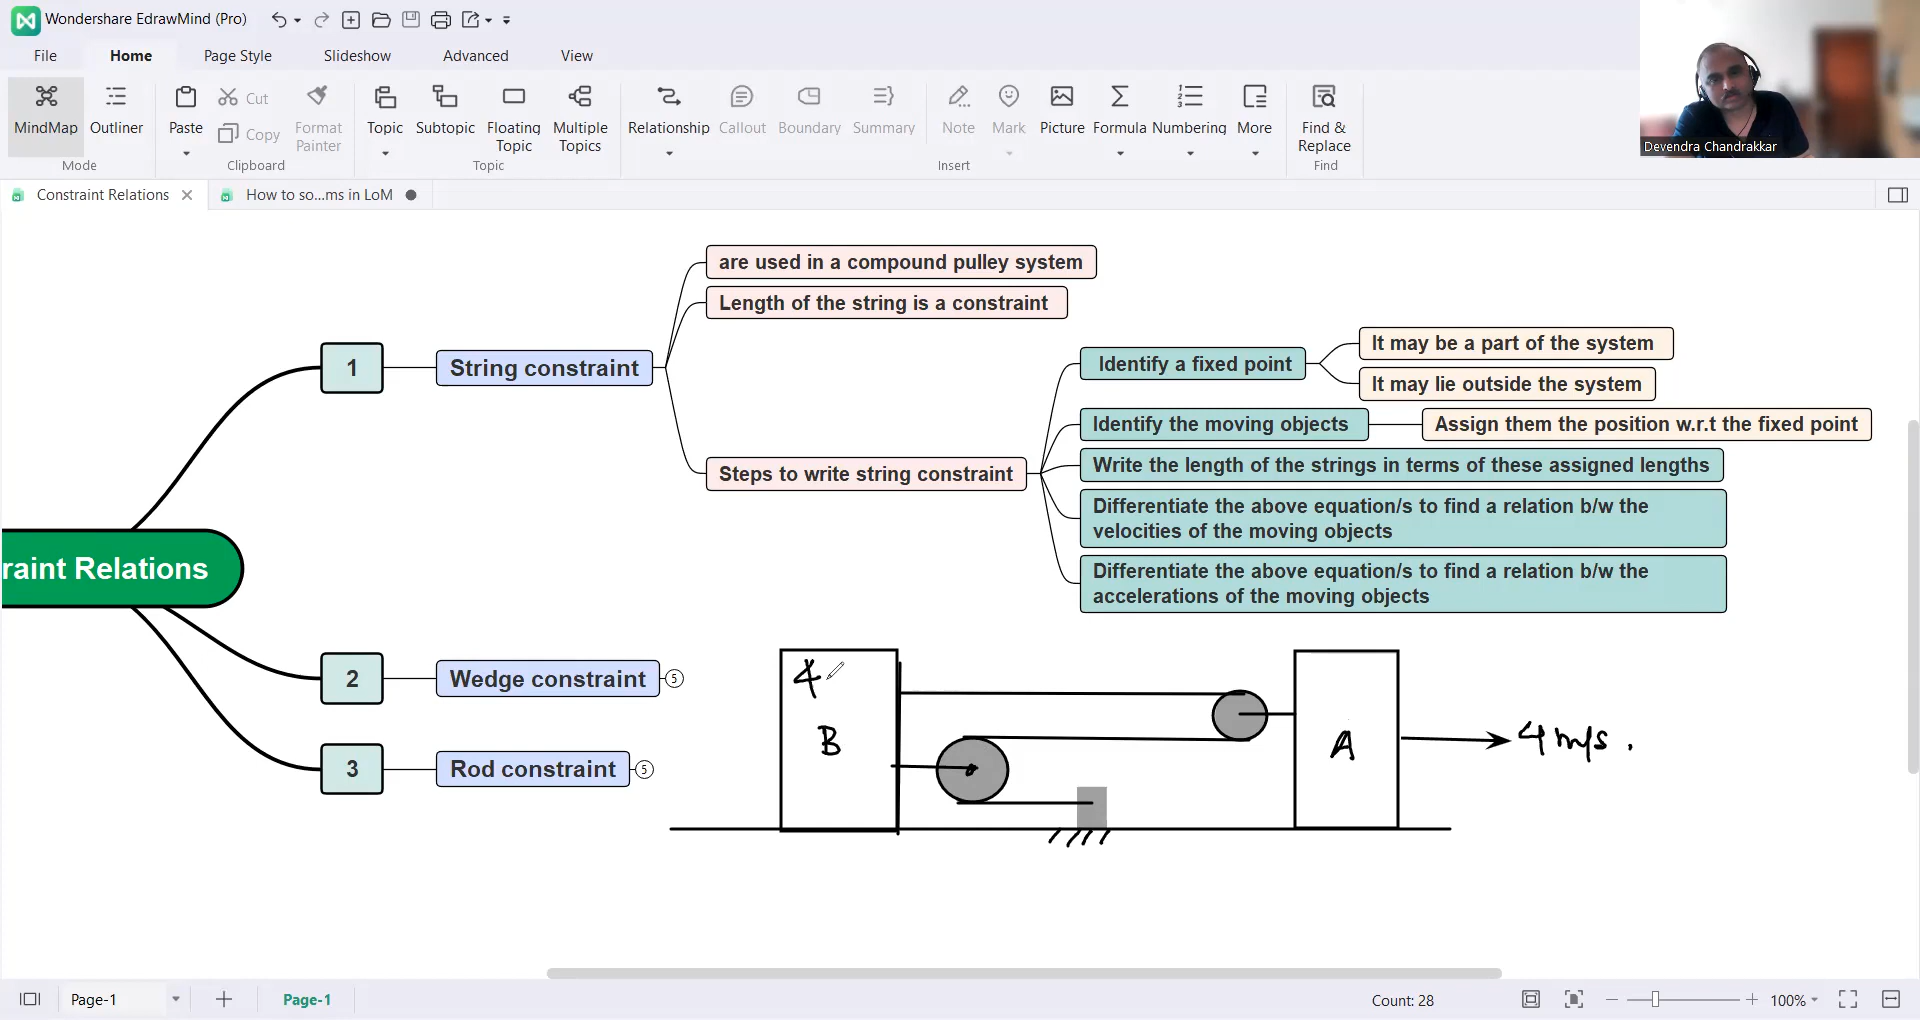 Wondershare EdrawMind (Pro)
File Home Page Style Slideshow Advanced View
MindMap Outliner Paste Cut Copy Format Painter Topic Subtopic Floating Topic Multiple Topics Relationship Callout Boundary Summary Note Mark Picture Formula Numbering More Find & Replace
Mode Clipboard Topic Insert Find
Devendra Chandrakkar
Constraint Relations How to so...ms in LoM
are used in a compound pulley system
Length of the string is a constraint
It may be a part of the system
1 String constraint
Identify a fixed point
It may lie outside the system
Identify the moving objects
Assign them the position w.r.t the fixed point
Steps to write string constraint
Write the length of the strings in terms of these assigned lengths
Differentiate the above equation/s to find a relation b/w the
velocities of the moving objects
Differentiate the above equation/s to find a relation b/w the
accelerations of the moving objects
raint Relations
2 Wedge constraint 5
3 Rod constraint 5
4
B
A
4 m/s .
Page-1 Page-1 Count: 28 100%